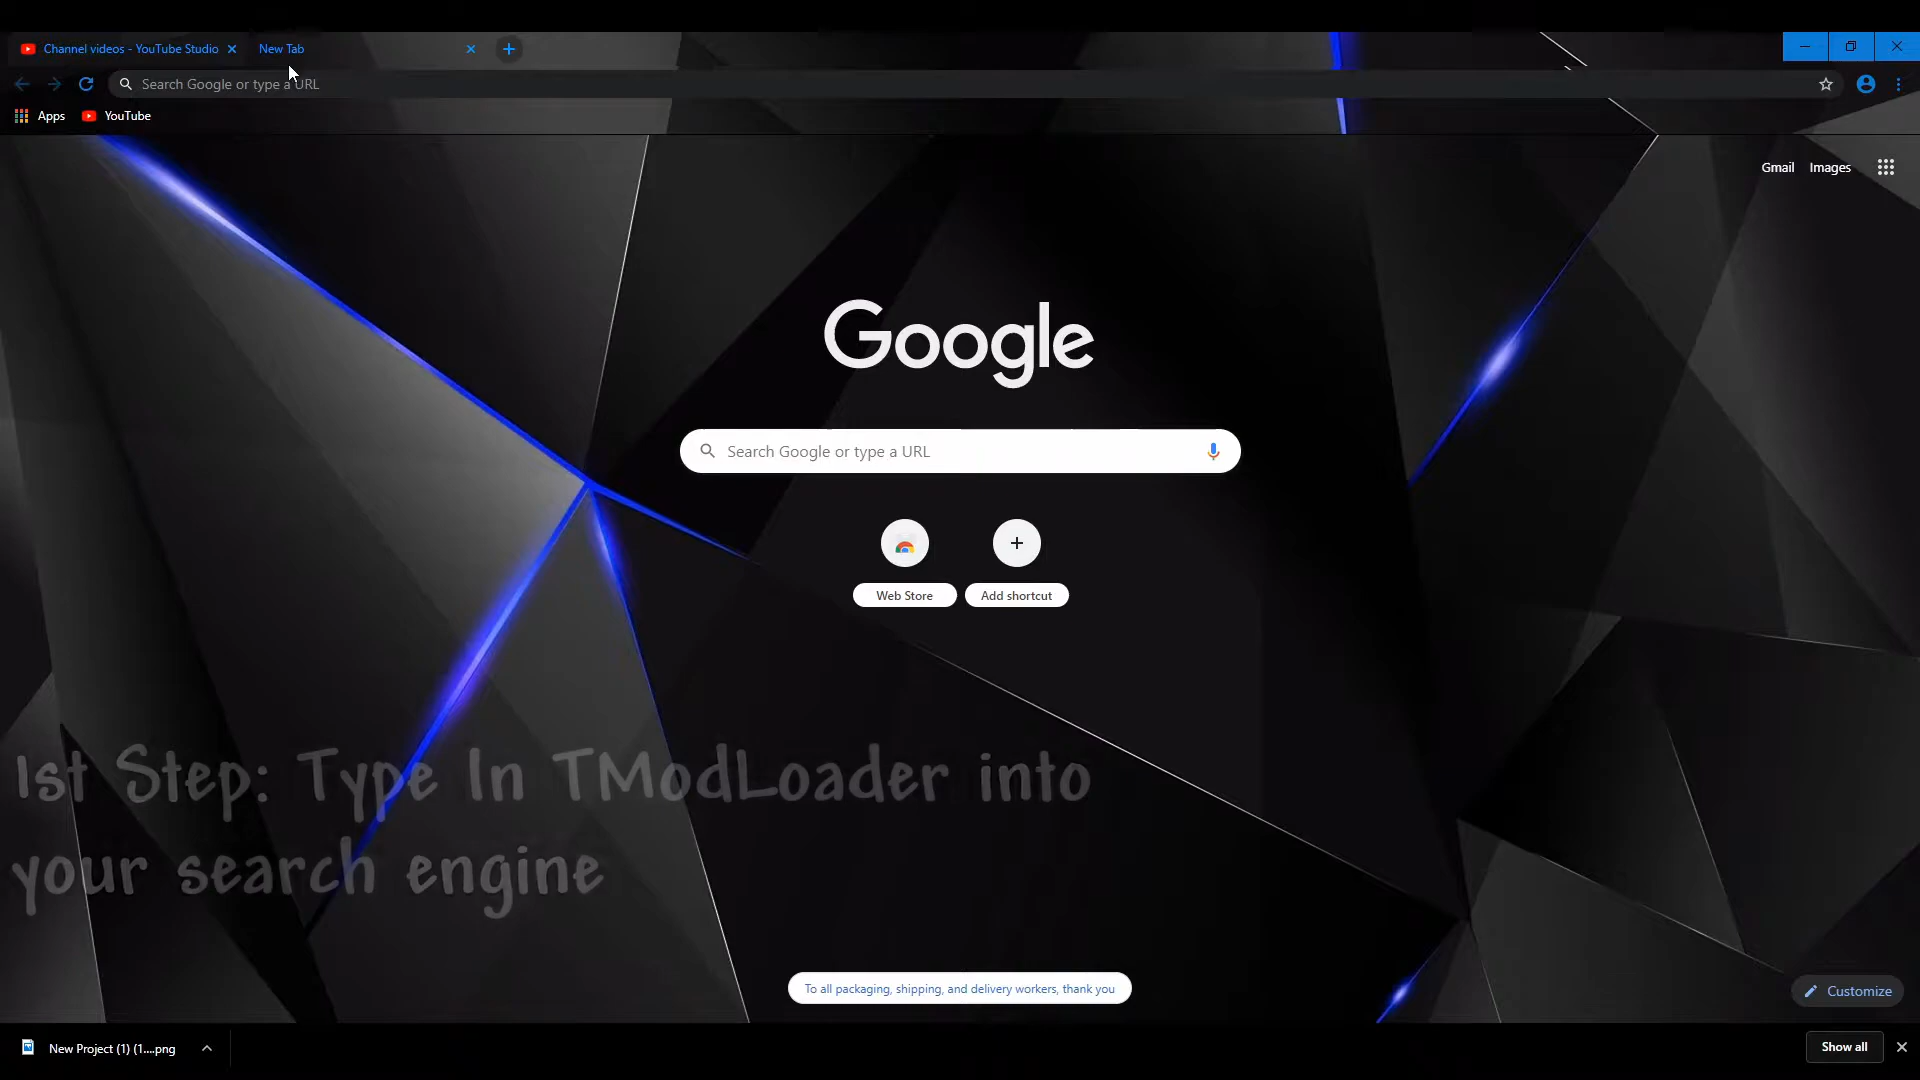 Channel videos - YouTube Studio
New Tab
Search Google or type a URL
Apps
YouTube
Gmail
Images
Google
Search Google or type a URL
Web Store
Add shortcut
1st Step: Type In TModLoader into
your search engine
To all packaging, shipping, and delivery workers, thank you
Customize
New Project (1) (1....png
Show all